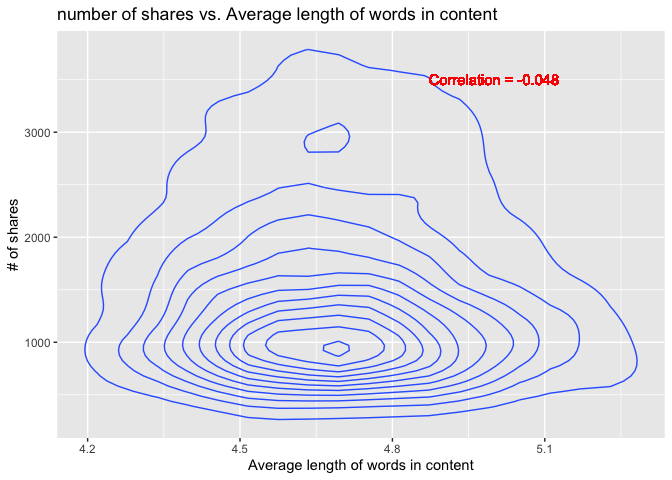 number of shares vs. Average length of words in content
Correlation = -0.048
3000
2000
1000
# of shares
4.2 4.5 4.8 5.1
Average length of words in content